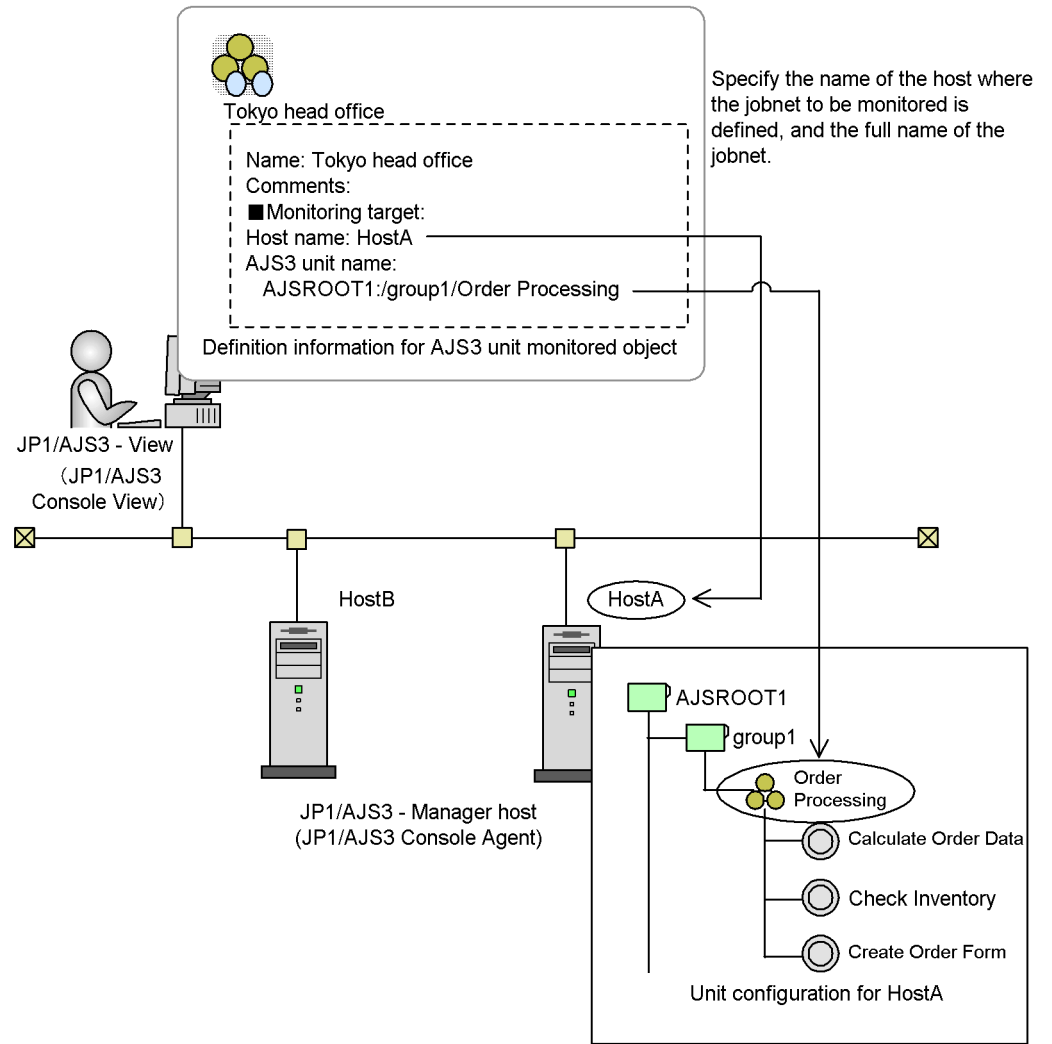 Tokyo head office
Name: Tokyo head office
Comments:
■Monitoring target:
Host name: HostA
AJS3 unit name:
AJSROOT1:/group1/Order Processing
Definition information for AJS3 unit monitored object
Specify the name of the host where
the jobnet to be monitored is
defined, and the full name of the
jobnet.
JP1/AJS3 - View
(JP1/AJS3
Console View)
HostB
HostA
JP1/AJS3 - Manager host
(JP1/AJS3 Console Agent)
AJSROOT1
group1
Order
Processing
Calculate Order Data
Check Inventory
Create Order Form
Unit configuration for HostA